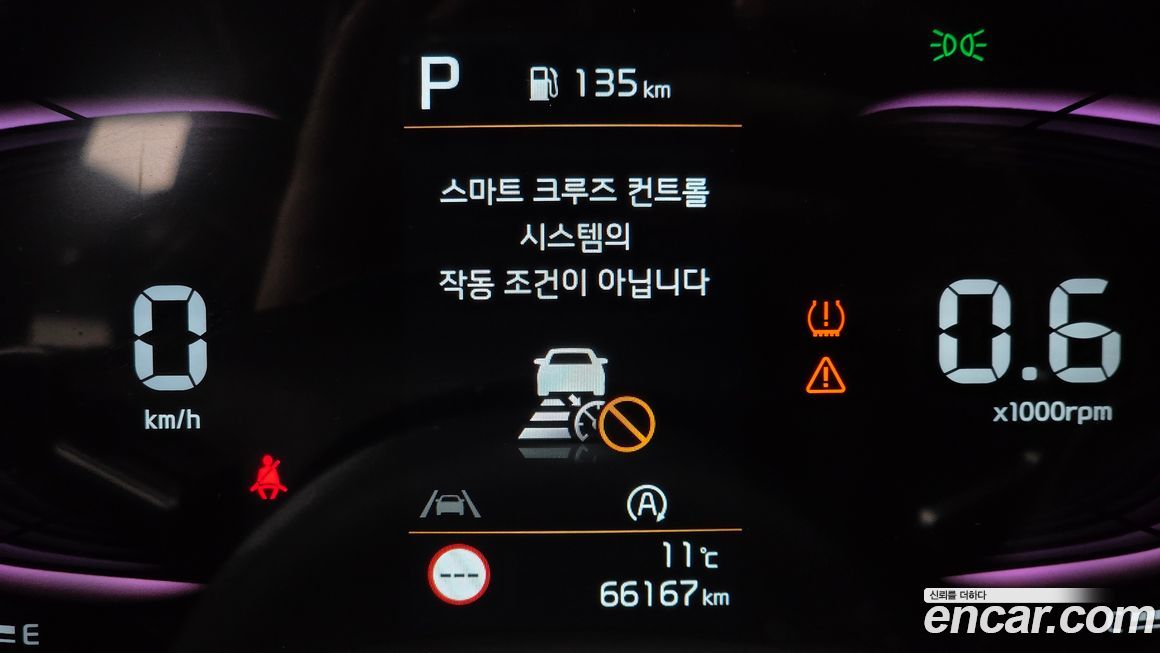 P 135 km
스마트 크루즈 컨트롤
시스템의
작동 조건이 아닙니다
0
km/h
0.6
x1000rpm
A
---
11℃
66167 km
E
신뢰를 더하다
encar.com